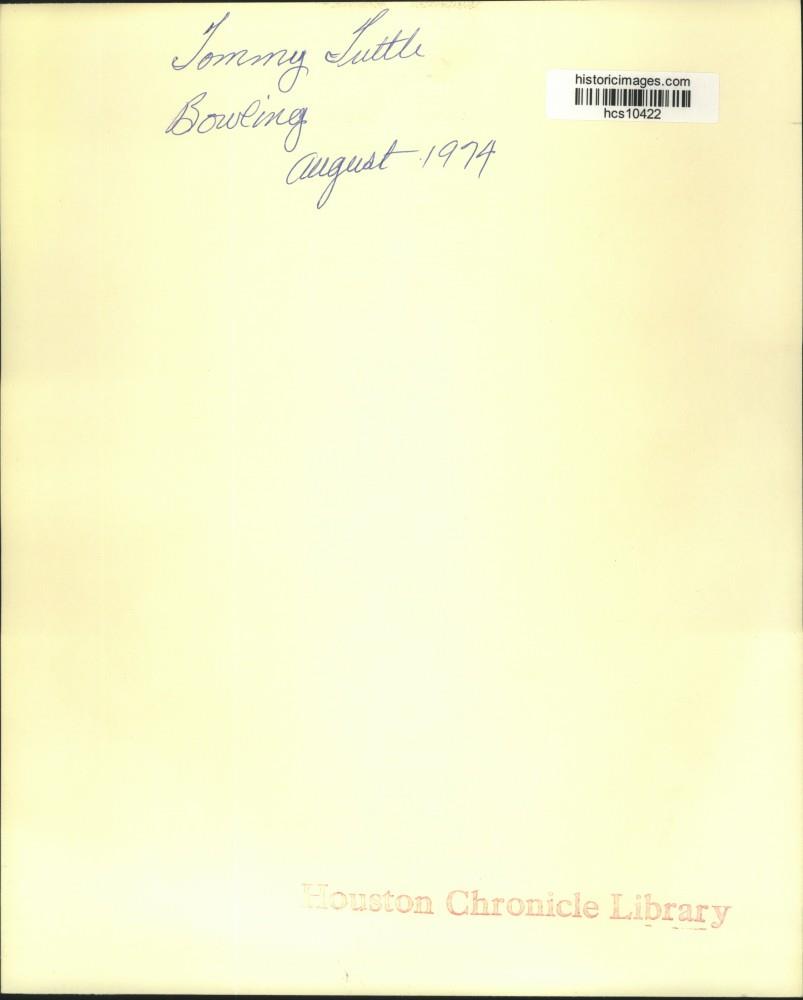 Tommy Tuttle
historicimages.com
hcs10422
Bowling
August 1974
Houston Chronicle Library